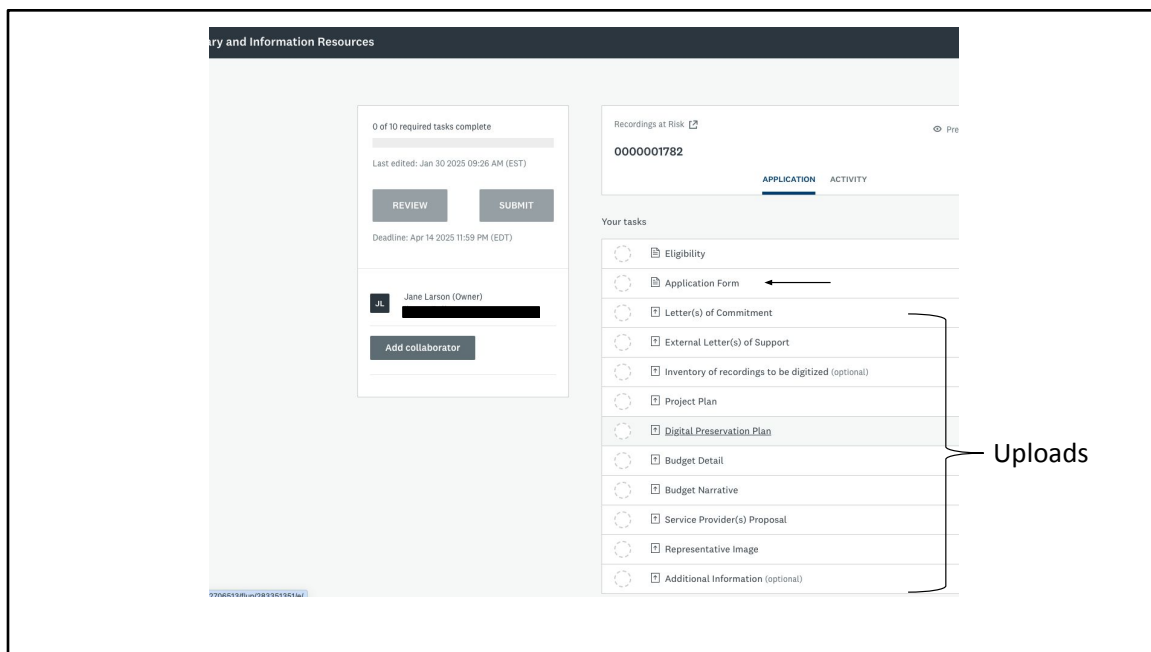 ary and Information Resources
0 of 10 required tasks complete
Last edited: Jan 30 2025 09:26 AM (EST)
REVIEW
SUBMIT
Deadline: Apr 14 2025 11:59 PM (EDT)
JL
Jane Larson (Owner)
Add collaborator
Recordings at Risk
Pre
0000001782
APPLICATION
ACTIVITY
Your tasks
Eligibility
Application Form
Letter(s) of Commitment
External Letter(s) of Support
Inventory of recordings to be digitized (optional)
Project Plan
Digital Preservation Plan
Budget Detail
Budget Narrative
Service Provider(s) Proposal
Representative Image
Additional Information (optional)
Uploads